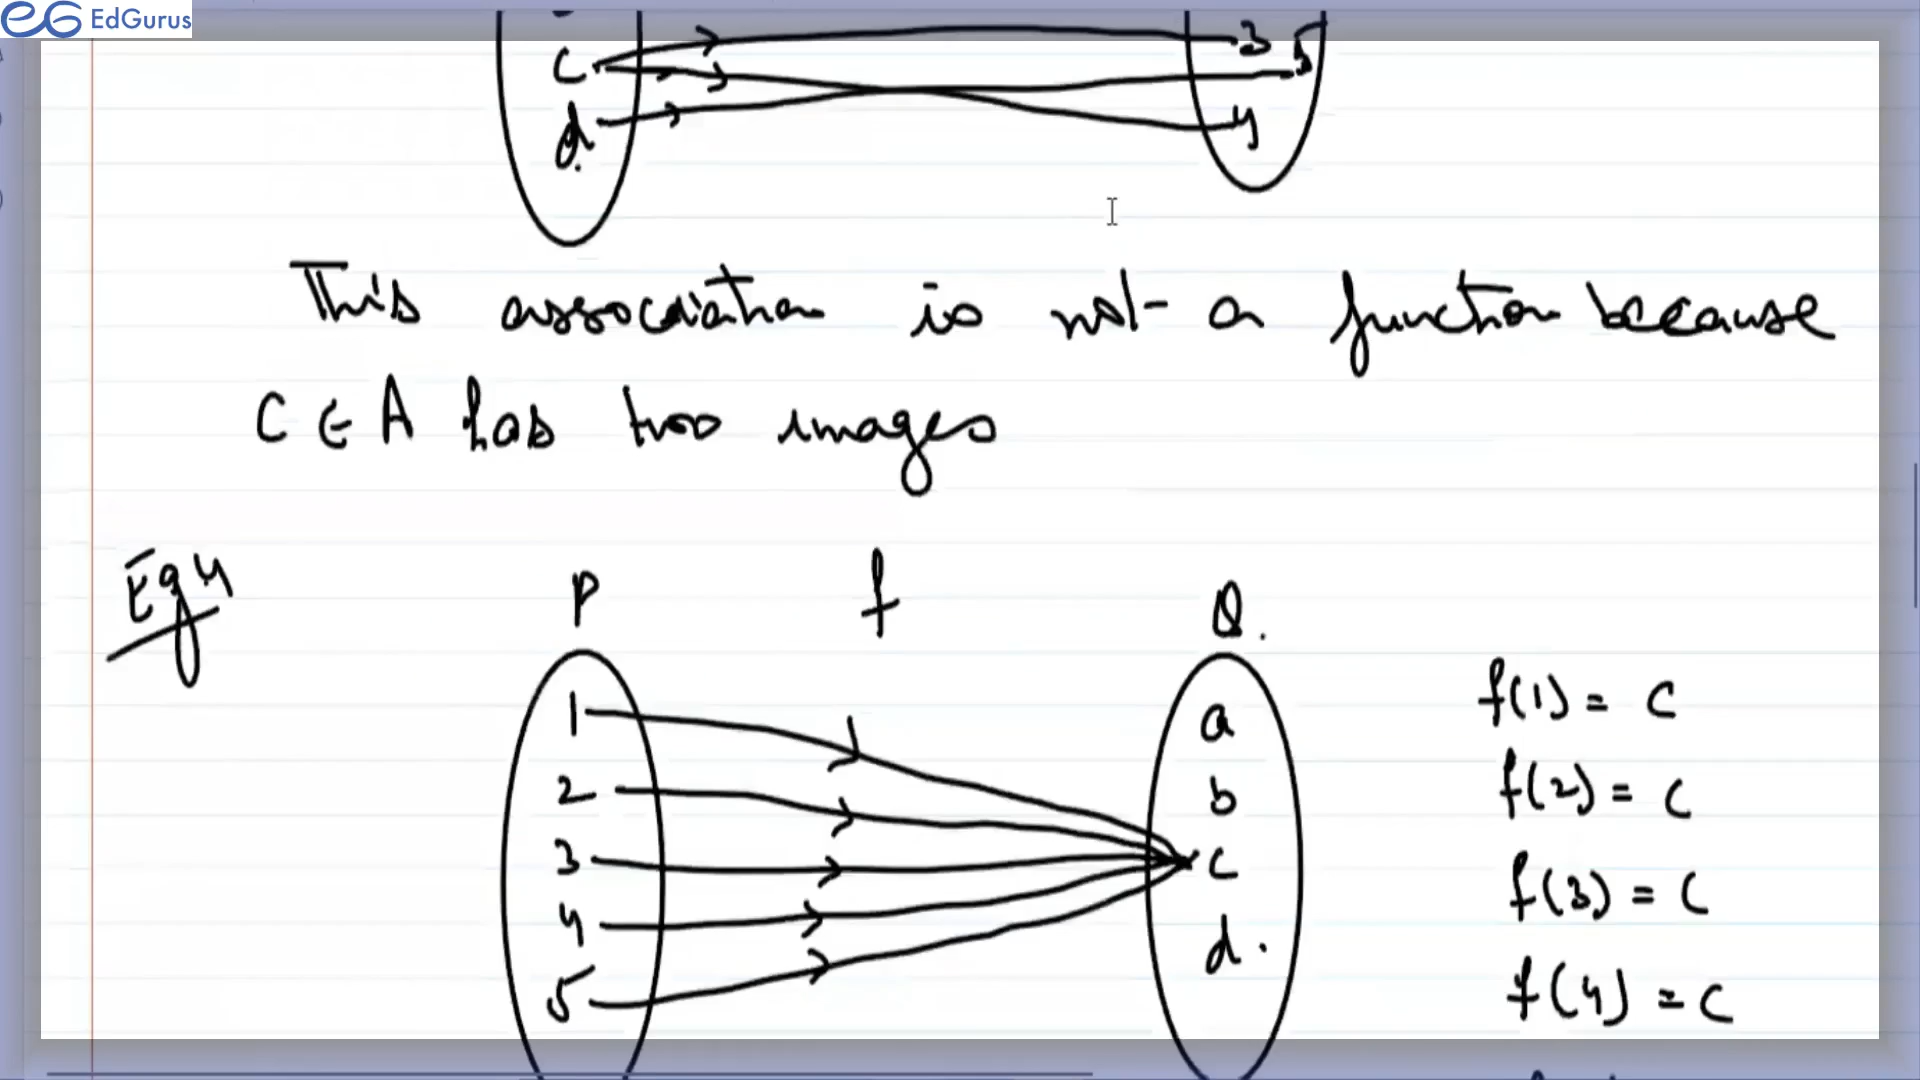 EdGurus
c 3 5
d. 4
This association is not a function because
C ∈ A has two images
Eg 4 P f Q.
1 a f(1) = c
2 b f(2) = c
3 c f(3) = c
4 d. f(4) = c
5